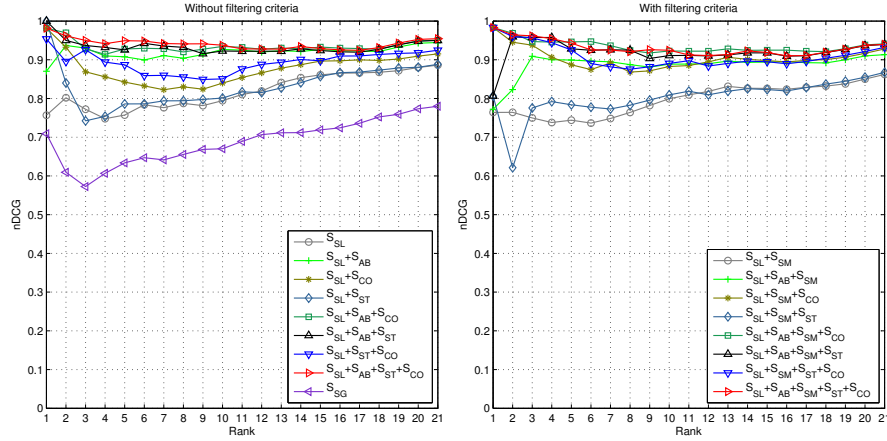 Without filtering criteria
nDCG
1
0.9
0.8
0.7
0.6
0.5
0.4
0.3
0.2
0.1
0
1 2 3 4 5 6 7 8 9 10 11 12 13 14 15 16 17 18 19 20 21
Rank
S_SL
S_SL+S_AB
S_SL+S_CO
S_SL+S_ST
S_SL+S_AB+S_CO
S_SL+S_AB+S_ST
S_SL+S_ST+S_CO
S_SL+S_AB+S_ST+S_CO
S_SG
With filtering criteria
nDCG
1
0.9
0.8
0.7
0.6
0.5
0.4
0.3
0.2
0.1
0
1 2 3 4 5 6 7 8 9 10 11 12 13 14 15 16 17 18 19 20 21
Rank
S_SL+S_SM
S_SL+S_AB+S_SM
S_SL+S_SM+S_CO
S_SL+S_SM+S_ST
S_SL+S_AB+S_SM+S_CO
S_SL+S_AB+S_SM+S_ST
S_SL+S_SM+S_ST+S_CO
S_SL+S_AB+S_SM+S_ST+S_CO